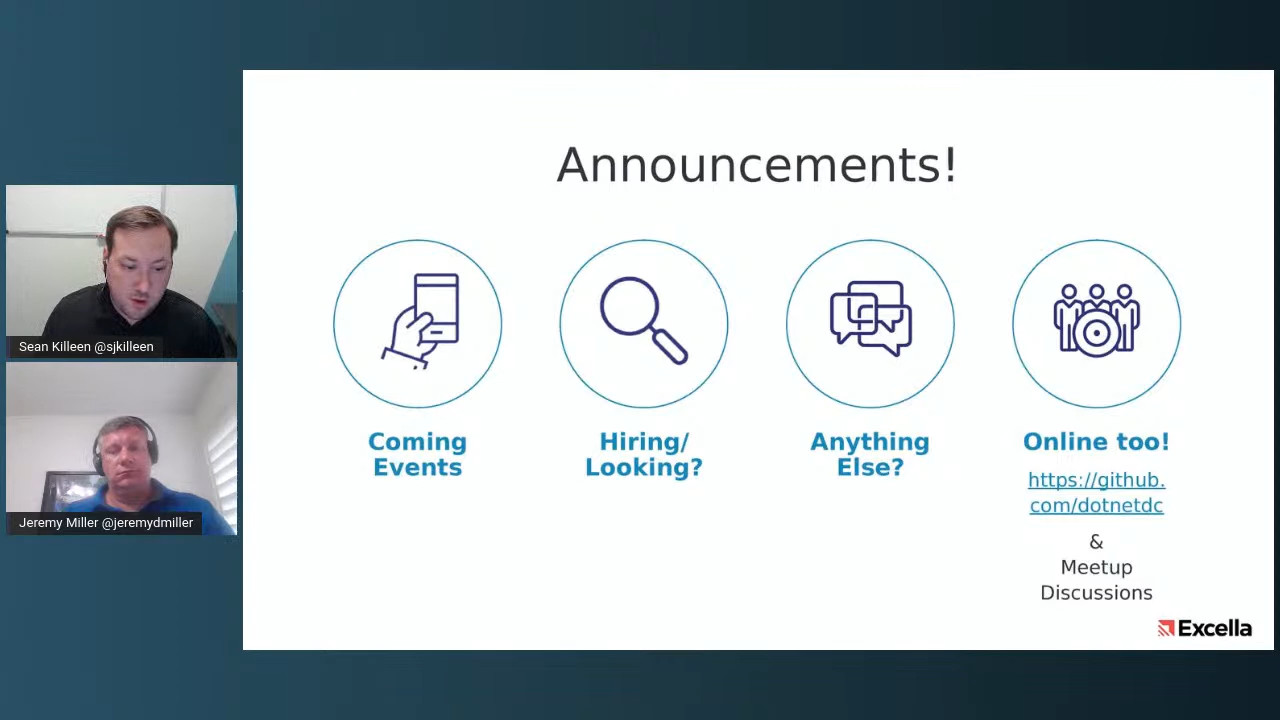 Announcements!
Coming
Events
Hiring/
Looking?
Anything
Else?
Online too!
https://github.
com/dotnetdc
&
Meetup
Discussions
Excella
Sean Killeen @sjkilleen
Jeremy Miller @jeremydmiller